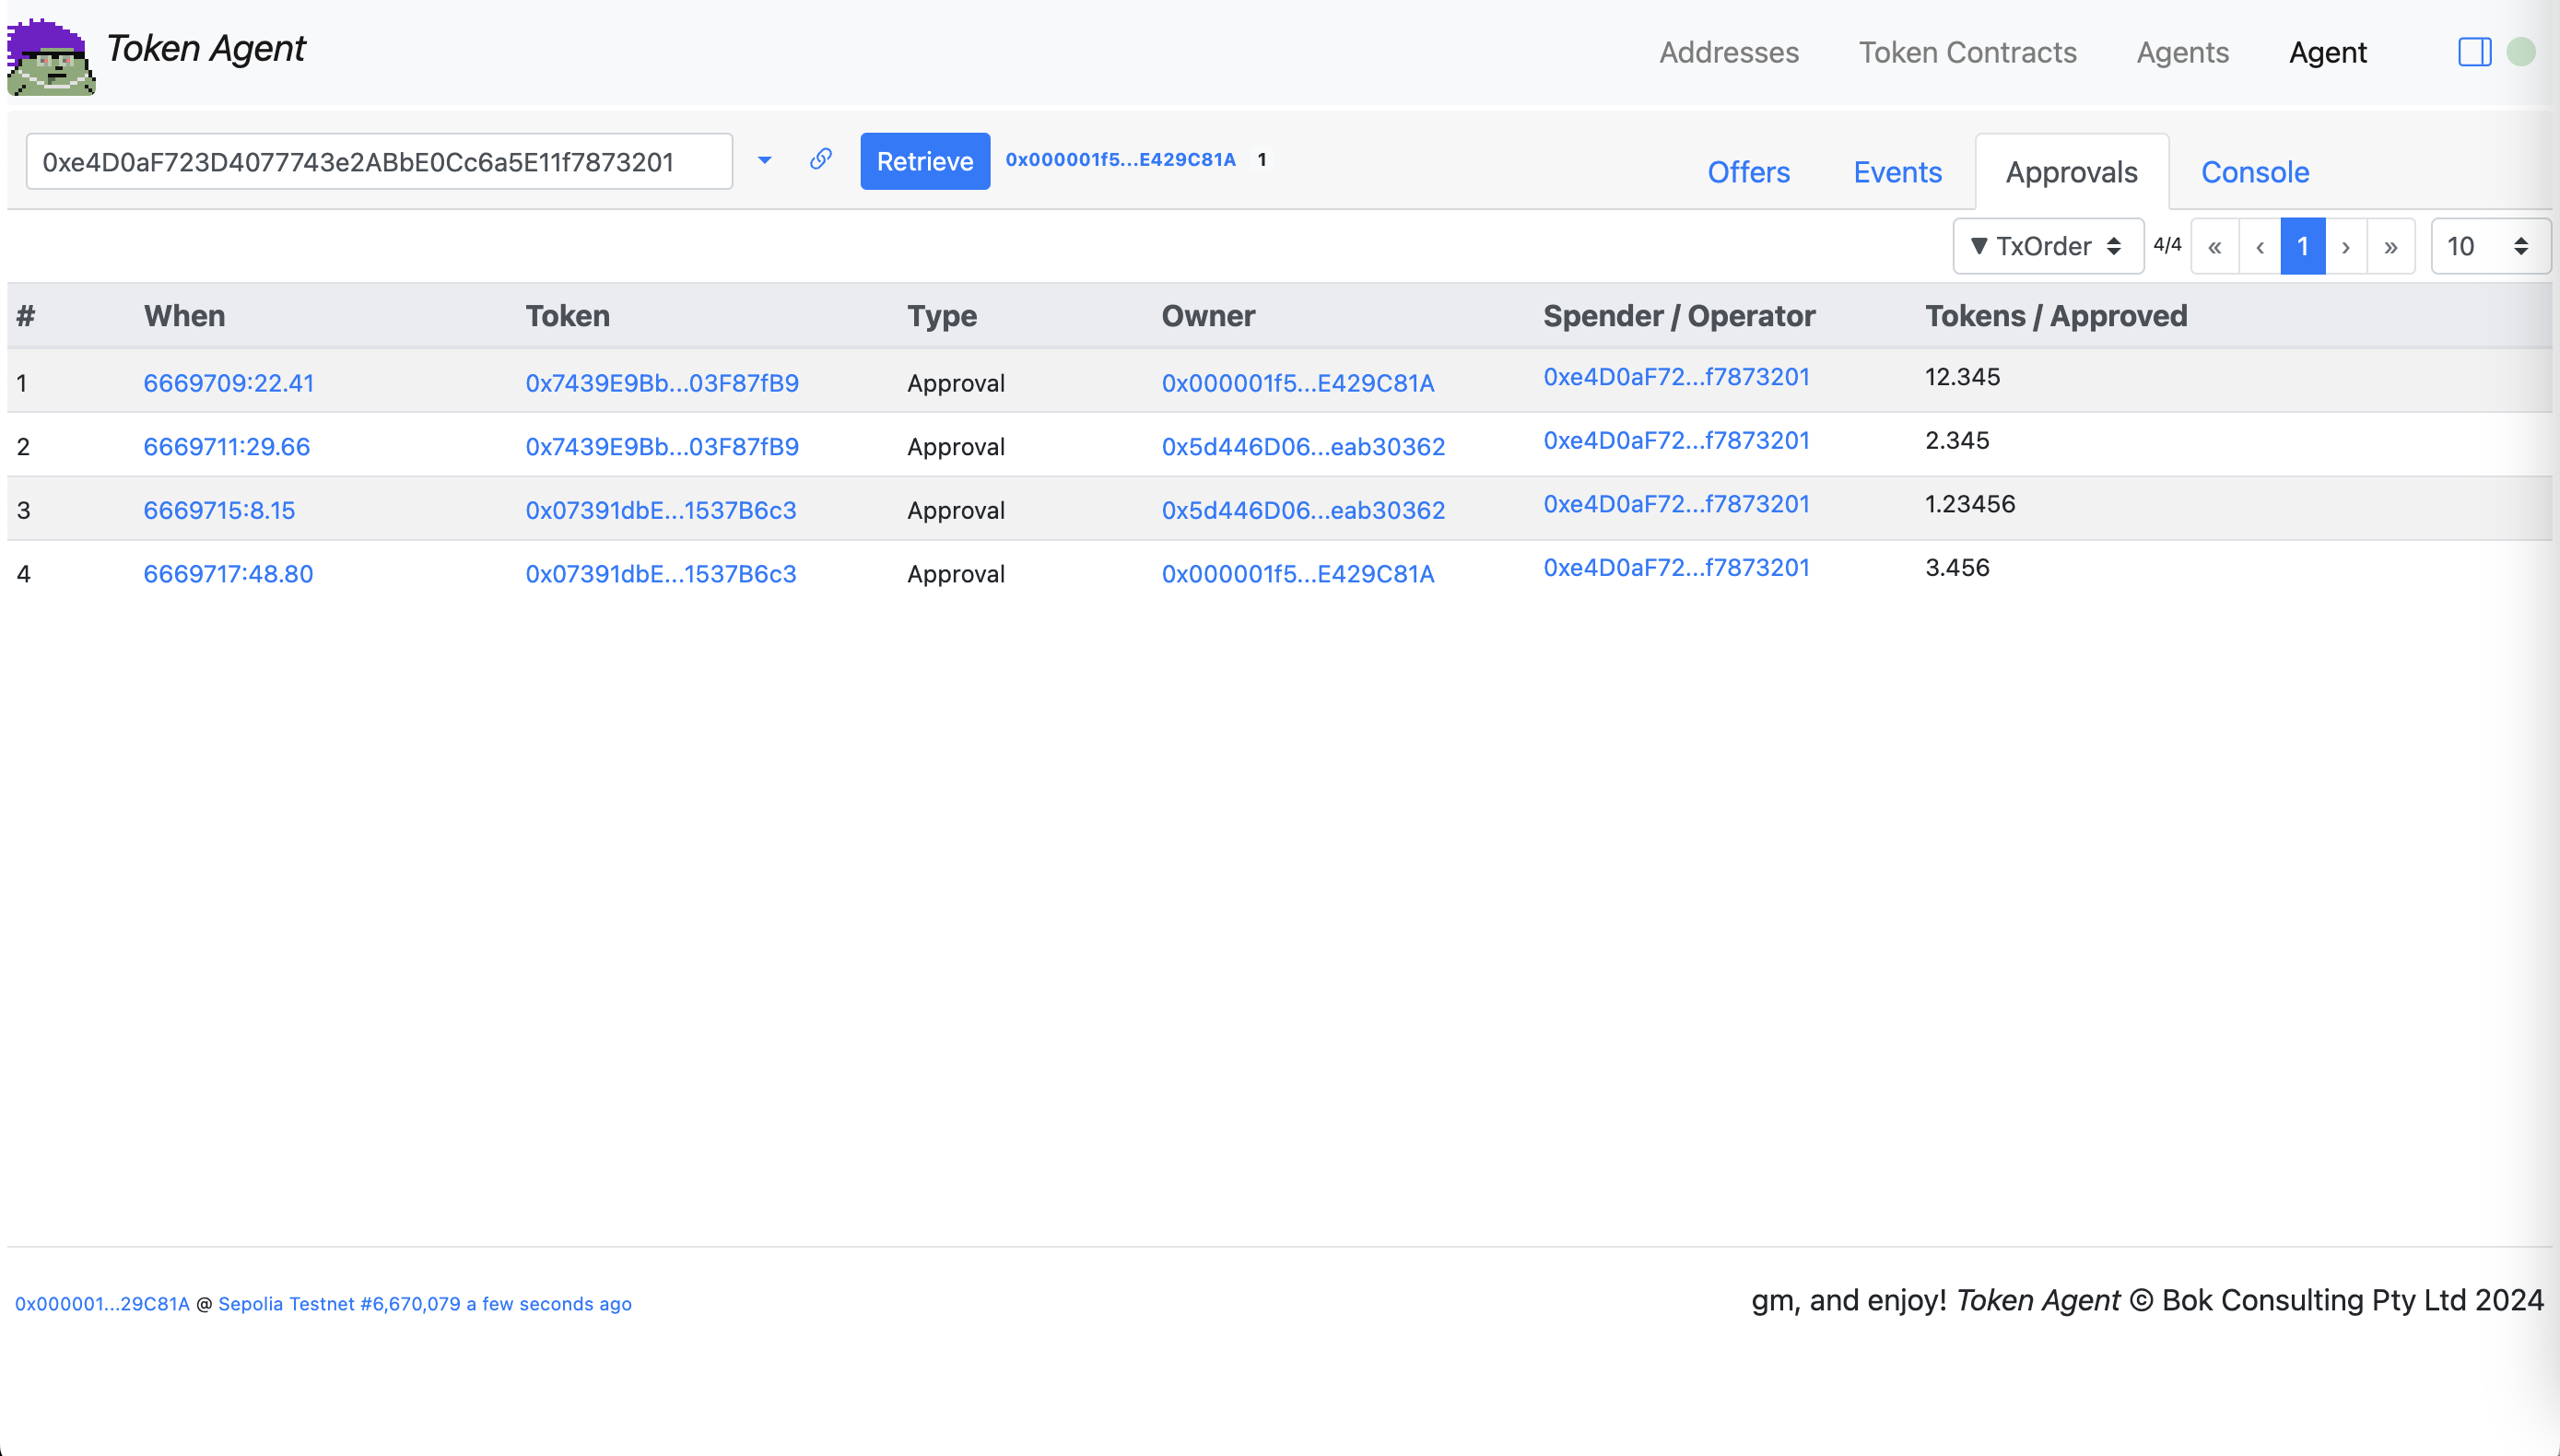 Token Agent
Addresses Token Contracts Agents Agent
0xe4D0aF723D4077743e2ABbE0Cc6a5E11f7873201 Retrieve 0x000001f5...E429C81A 1 Offers Events Approvals Console
▼ TxOrder 4/4 « ‹ 1 › » 10
# When Token Type Owner Spender / Operator Tokens / Approved
1 6669709:22.41 0x7439E9Bb...03F87fB9 Approval 0x000001f5...E429C81A 0xe4D0aF72...f7873201 12.345
2 6669711:29.66 0x7439E9Bb...03F87fB9 Approval 0x5d446D06...eab30362 0xe4D0aF72...f7873201 2.345
3 6669715:8.15 0x07391dbE...1537B6c3 Approval 0x5d446D06...eab30362 0xe4D0aF72...f7873201 1.23456
4 6669717:48.80 0x07391dbE...1537B6c3 Approval 0x000001f5...E429C81A 0xe4D0aF72...f7873201 3.456
0x000001...29C81A @ Sepolia Testnet #6,670,079 a few seconds ago gm, and enjoy! Token Agent © Bok Consulting Pty Ltd 2024